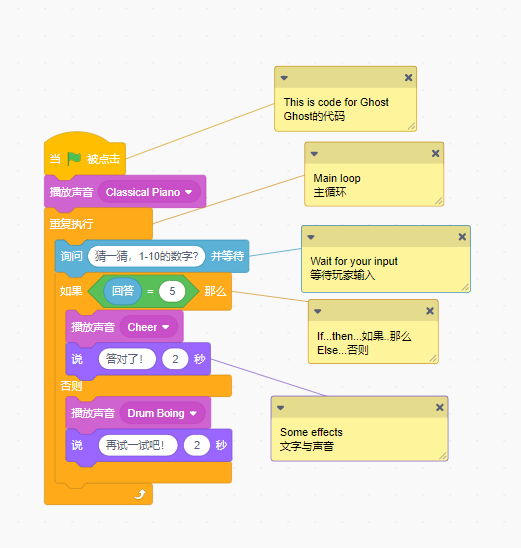 This is code for Ghost
Ghost的代码
当 被点击
播放声音 Classical Piano
Main loop
主循环
重复执行
询问 猜一猜，1-10的数字? 并等待
Wait for your input
等待玩家输入
如果 回答 = 5 那么
If...then...如果..那么
Else...否则
播放声音 Cheer
说 答对了！ 2 秒
否则
播放声音 Drum Boing
说 再试一试吧！ 2 秒
Some effects
文字与声音